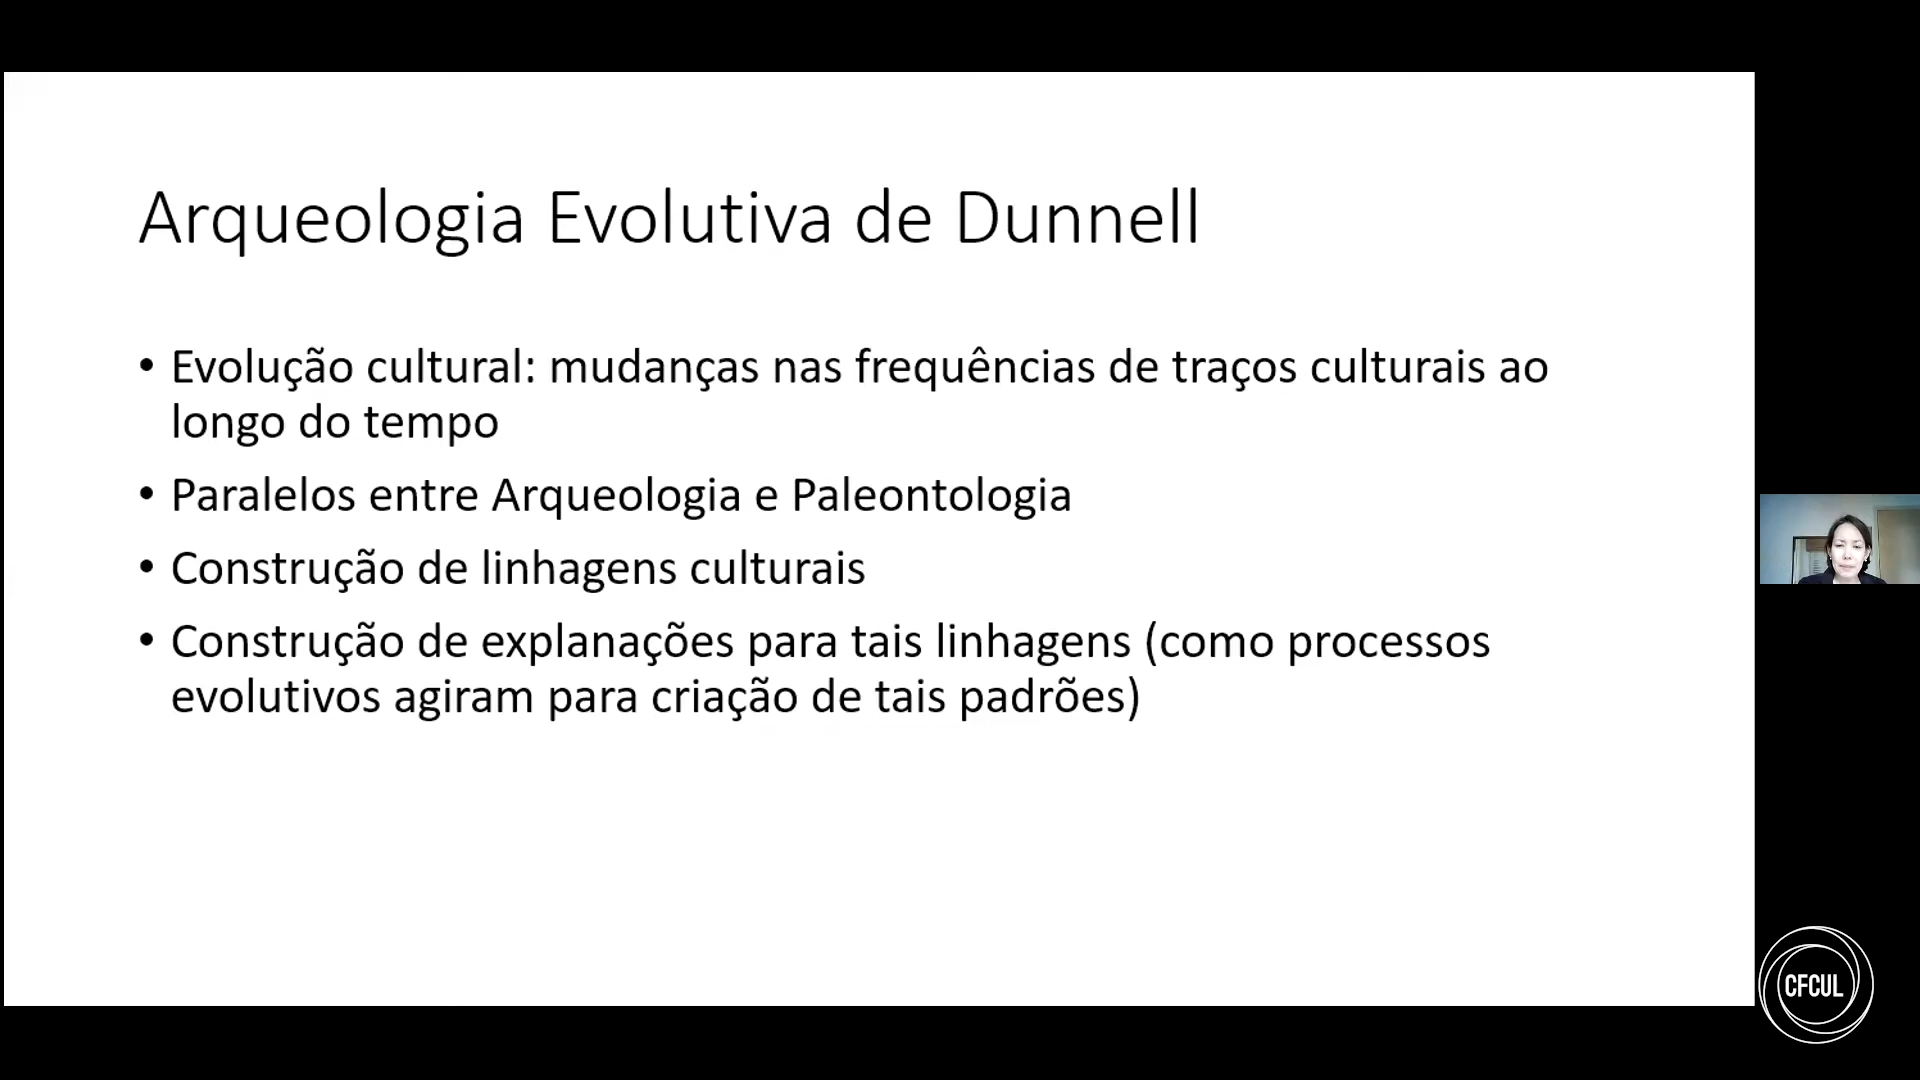 Arqueologia Evolutiva de Dunnell
• Evolução cultural: mudanças nas frequências de traços culturais ao
longo do tempo
• Paralelos entre Arqueologia e Paleontologia
• Construção de linhagens culturais
• Construção de explanações para tais linhagens (como processos
evolutivos agiram para criação de tais padrões)
CFCUL